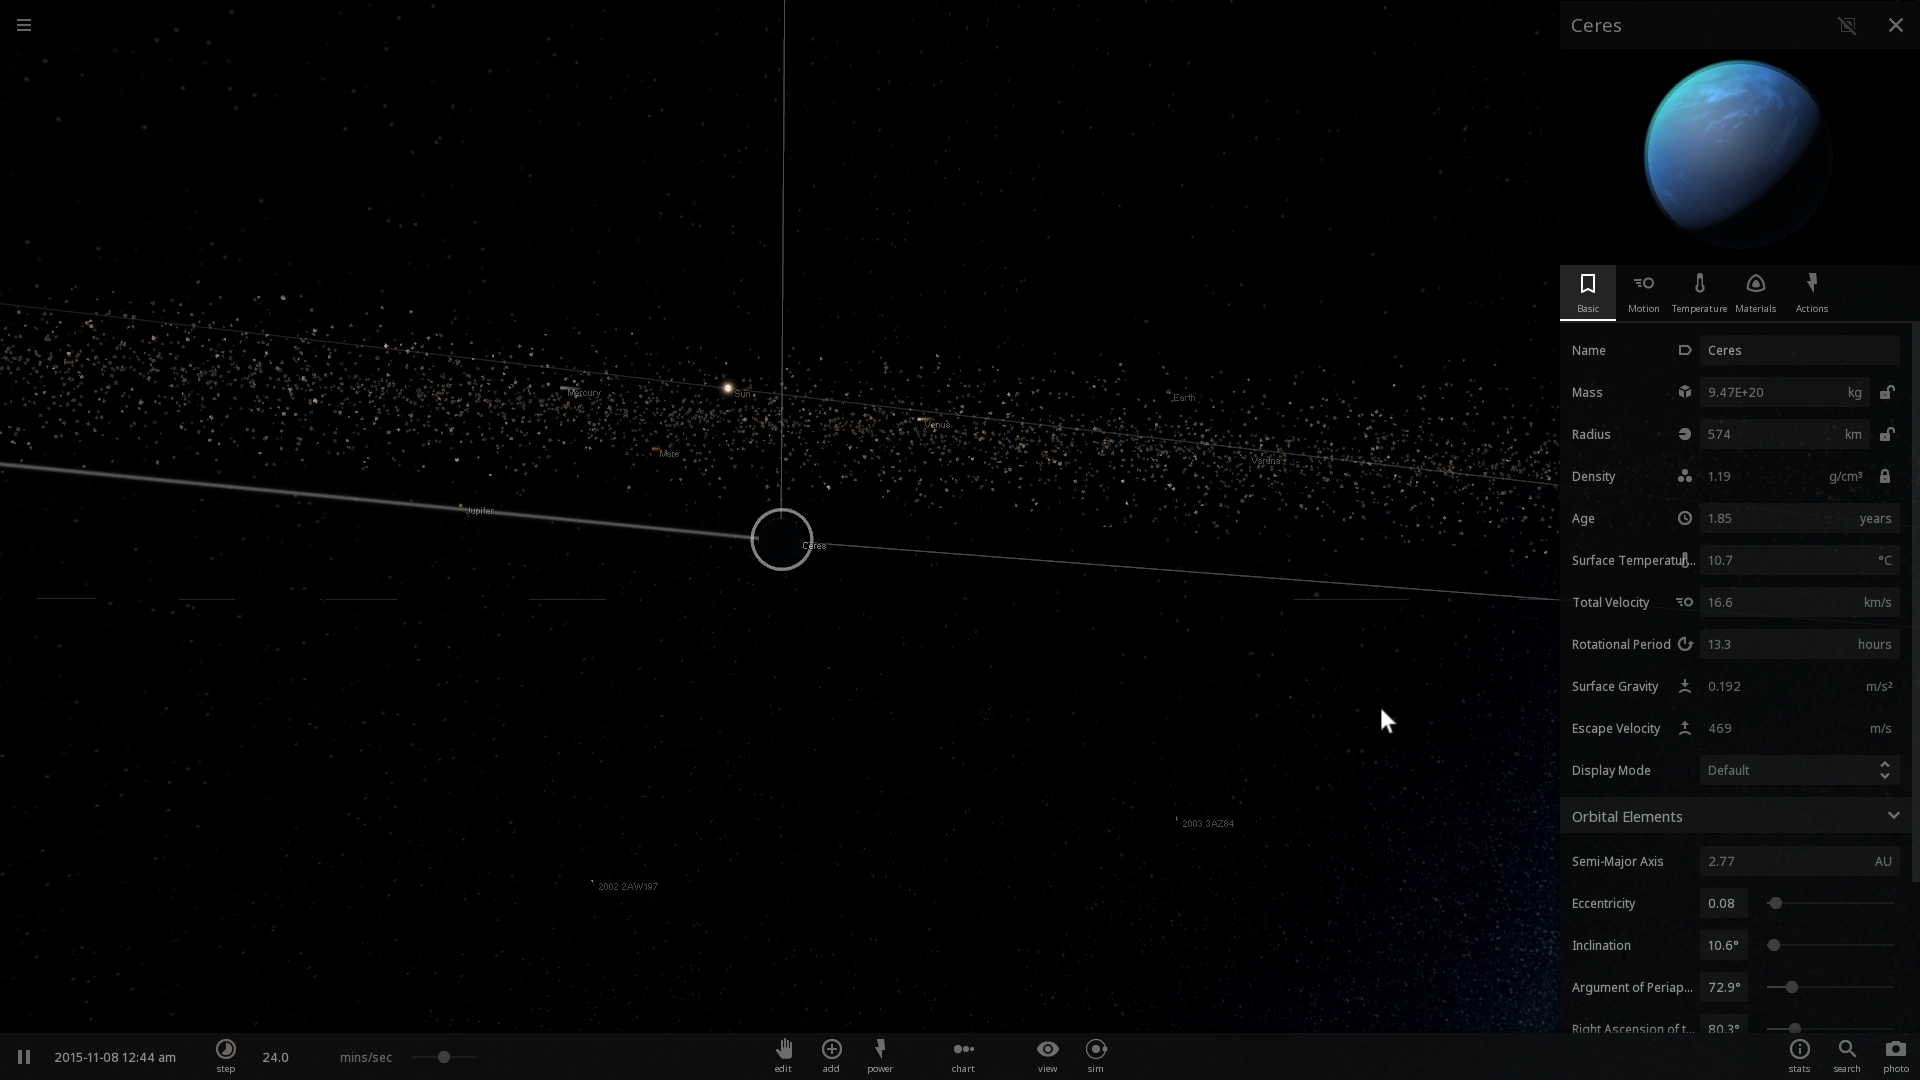 Ceres
Basic
Motion
Temperature
Materials
Actions
Name Ceres
Mass 9.47E+20 kg
Radius 574 km
Density 1.19 g/cm³
Age 1.85 years
Surface Temperatur... 10.7 °C
Total Velocity 16.6 km/s
Rotational Period 13.3 hours
Surface Gravity 0.192 m/s²
Escape Velocity 469 m/s
Display Mode Default
Orbital Elements
Semi-Major Axis 2.77 AU
Eccentricity 0.08
Inclination 10.6°
Argument of Periap... 72.9°
Right Ascension of t... 80.3°
Mercury
Sun
Earth
Venus
Mars
Varuna
Jupiter
Ceres
2003 3AZ84
2002 2AW197
2015-11-08 12:44 am
step
24.0 mins/sec
edit
add
power
chart
view
sim
stats
search
photo